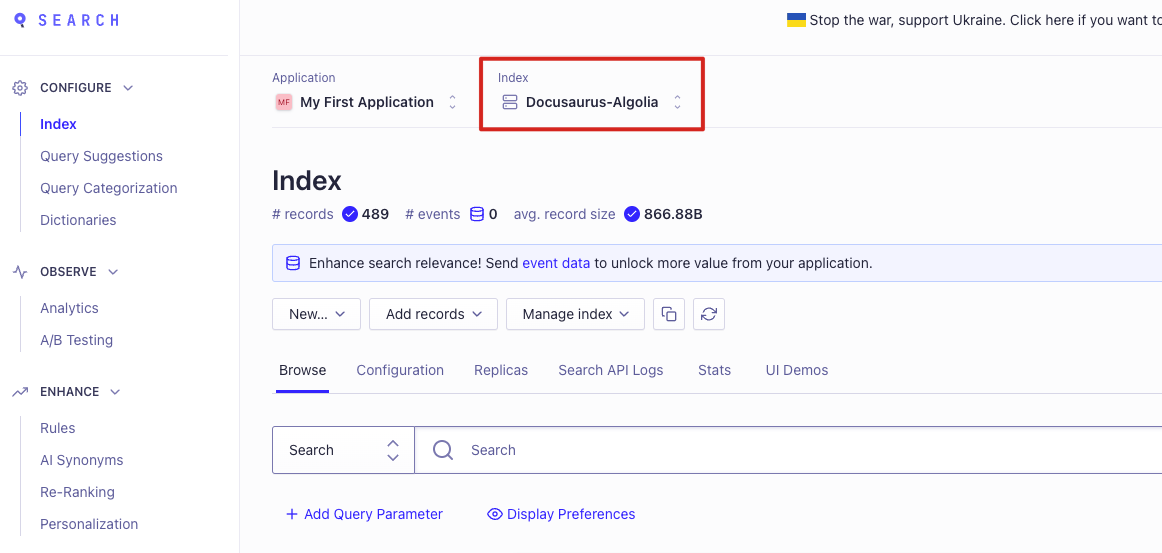 SEARCH
Stop the war, support Ukraine. Click here if you want to
CONFIGURE
Index
Query Suggestions
Query Categorization
Dictionaries
OBSERVE
Analytics
A/B Testing
ENHANCE
Rules
AI Synonyms
Re-Ranking
Personalization
Application
MF My First Application
Index
Docusaurus-Algolia
Index
# records 489 # events 0 avg. record size 866.88B
Enhance search relevance! Send event data to unlock more value from your application.
New... Add records Manage index
Browse Configuration Replicas Search API Logs Stats UI Demos
Search Search
+ Add Query Parameter Display Preferences